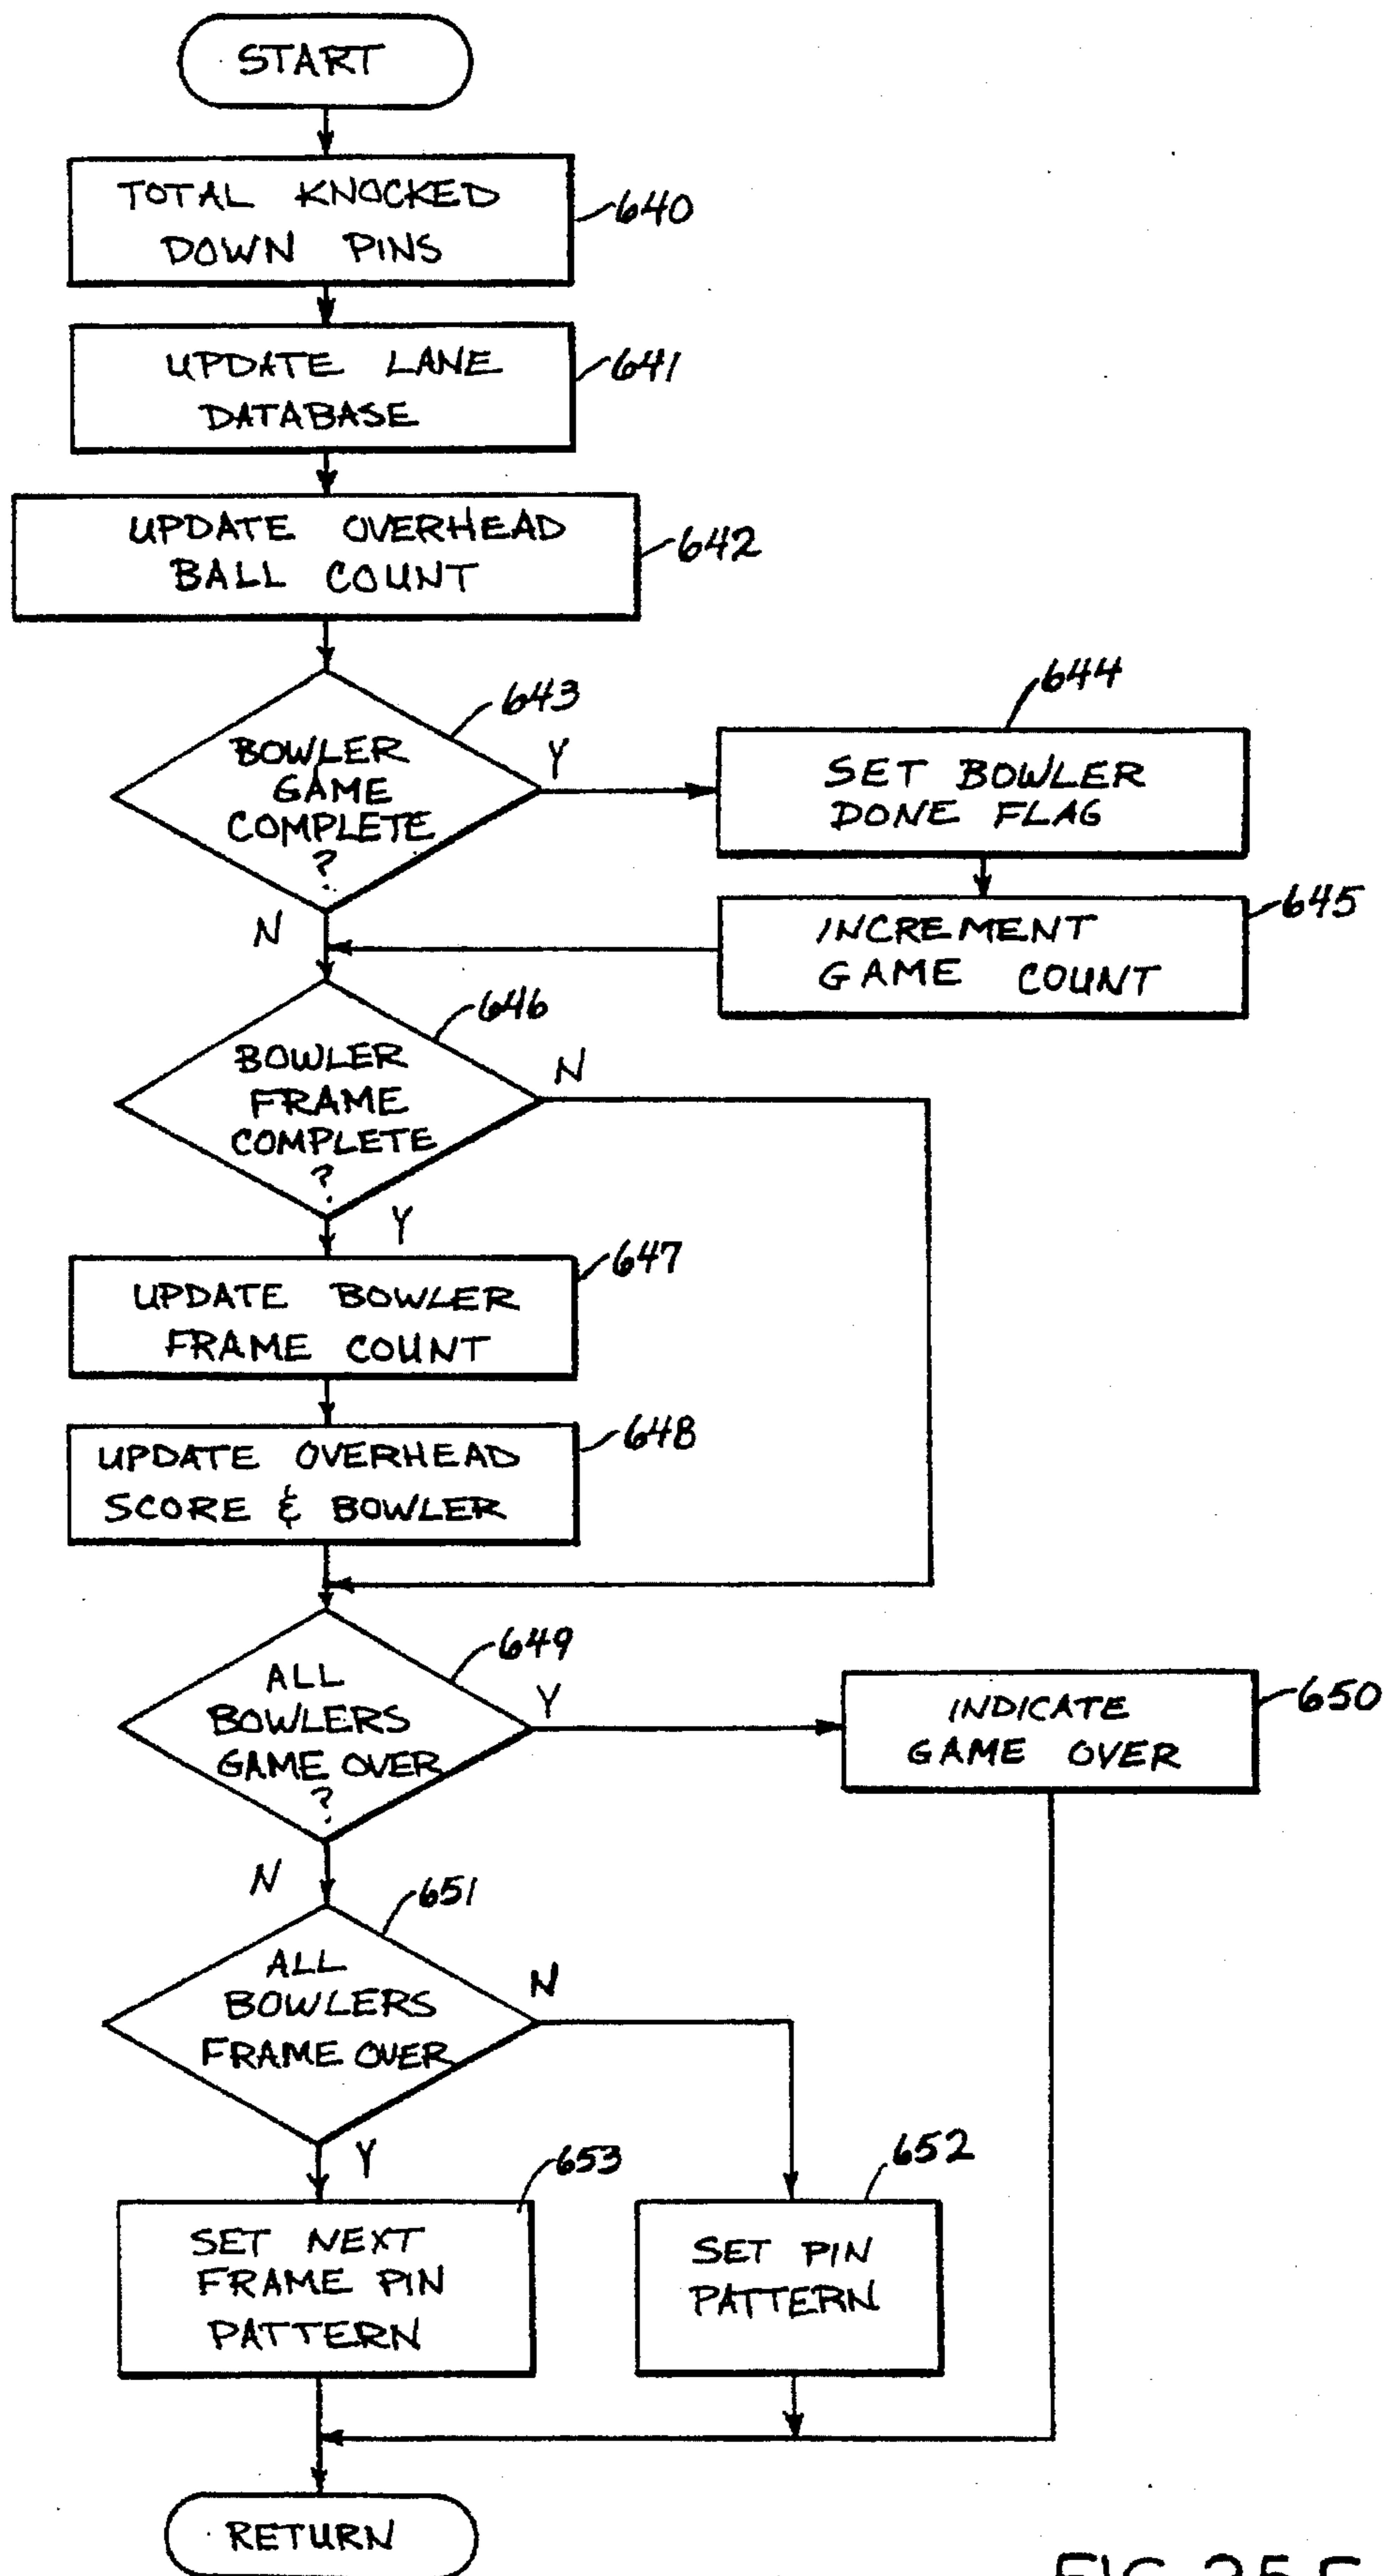 START
TOTAL KNOCKED
DOWN PINS
640
UPDATE LANE
DATABASE
641
UPDATE OVERHEAD
BALL COUNT
642
BOWLER
GAME
COMPLETE
?
643
Y
N
SET BOWLER
DONE FLAG
644
INCREMENT
GAME COUNT
645
BOWLER
FRAME
COMPLETE
?
646
N
Y
UPDATE BOWLER
FRAME COUNT
647
UPDATE OVERHEAD
SCORE & BOWLER
648
ALL
BOWLERS
GAME OVER
?
649
Y
N
INDICATE
GAME OVER
650
ALL
BOWLERS
FRAME OVER
651
N
Y
SET NEXT
FRAME PIN
PATTERN
653
SET PIN
PATTERN
652
RETURN